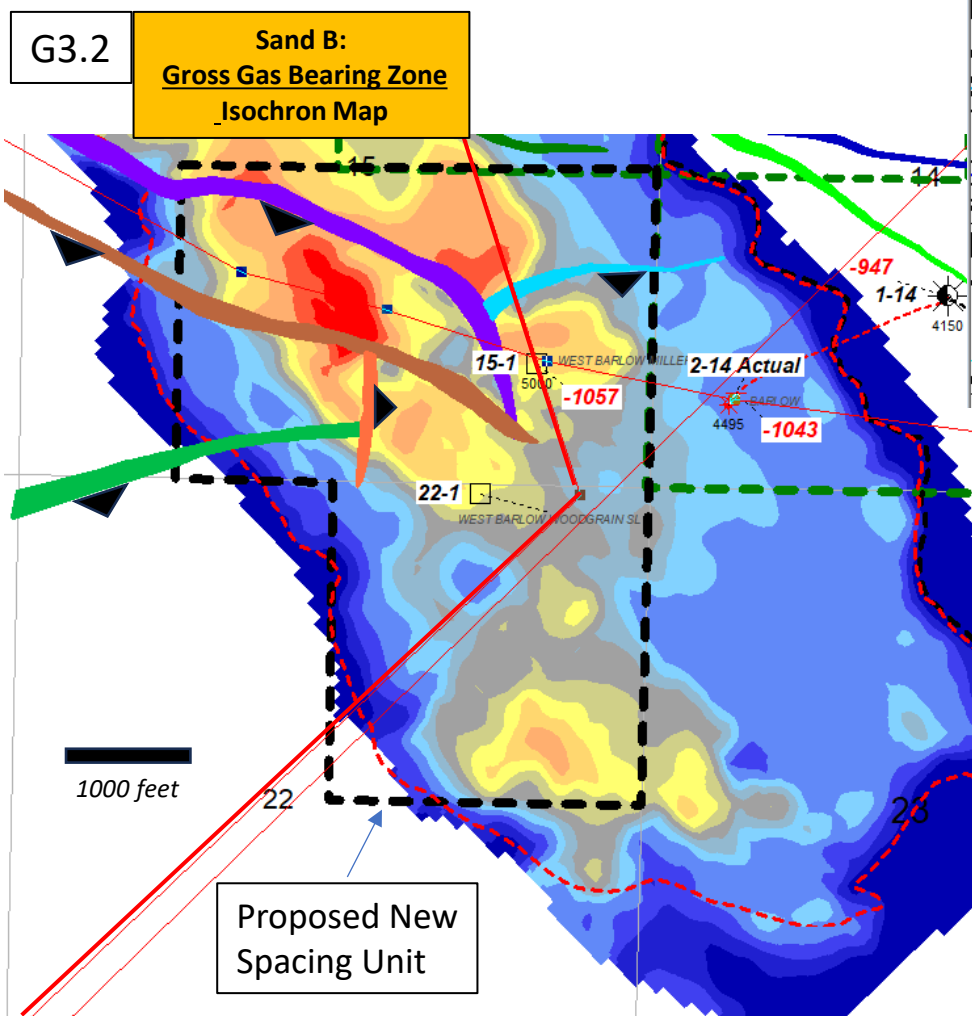 G3.2
Sand B:
Gross Gas Bearing Zone
Isochron Map
15
14
-947
1-14
4150
15-1
WEST BARLOW MILLE
5000
-1057
2-14 Actual
BARLOW
4495
-1043
22-1
WEST BARLOW WOODGRAIN SL
1000 feet
22
23
Proposed New
Spacing Unit